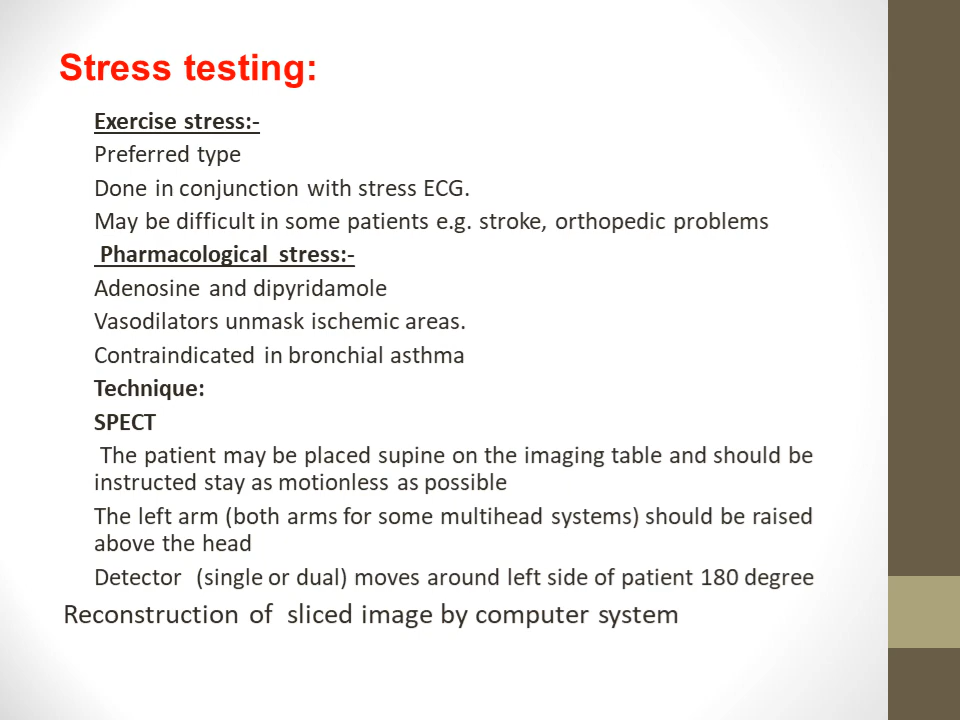 Stress testing:
Exercise stress:-
Preferred type
Done in conjunction with stress ECG.
May be difficult in some patients e.g. stroke, orthopedic problems
Pharmacological stress:-
Adenosine and dipyridamole
Vasodilators unmask ischemic areas.
Contraindicated in bronchial asthma
Technique:
SPECT
The patient may be placed supine on the imaging table and should be
instructed stay as motionless as possible
The left arm (both arms for some multihead systems) should be raised
above the head
Detector (single or dual) moves around left side of patient 180 degree
Reconstruction of sliced image by computer system